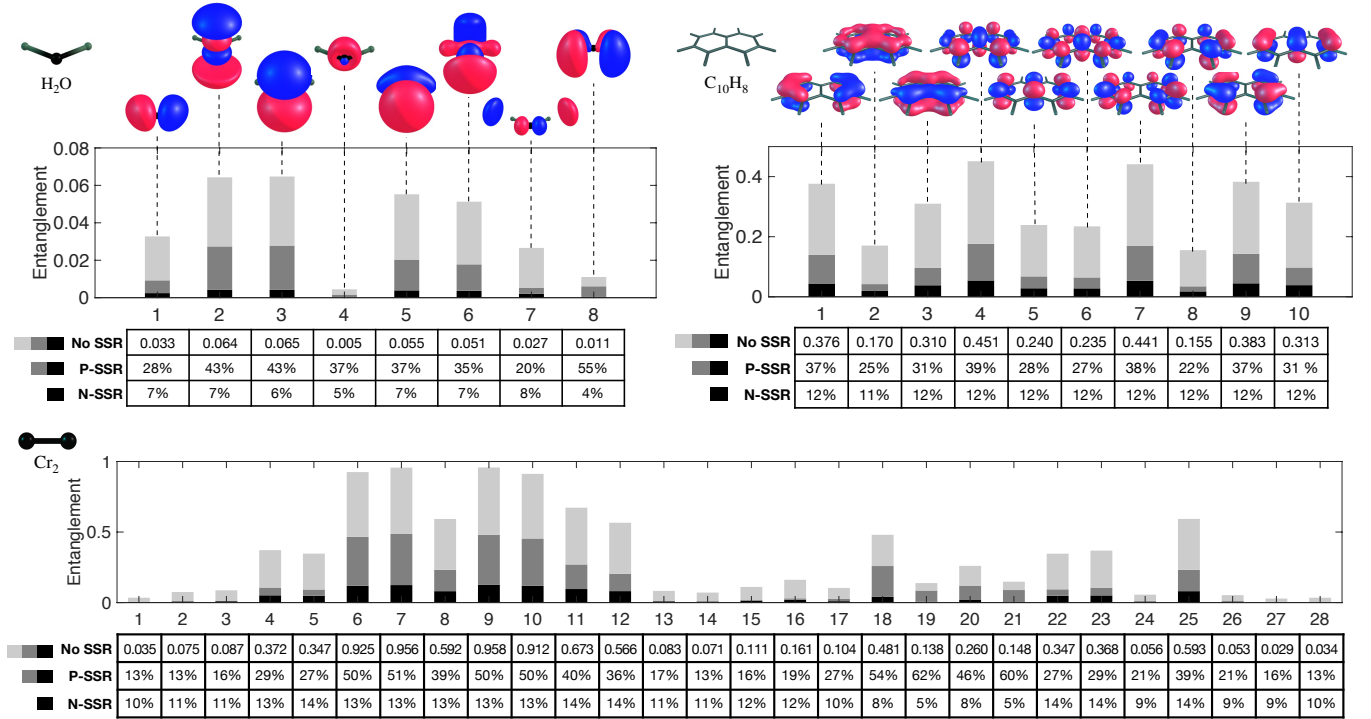 H2O
Entanglement
0.08
0.06
0.04
0.02
0
1 2 3 4 5 6 7 8
No SSR 0.033 0.064 0.065 0.005 0.055 0.051 0.027 0.011
P-SSR 28% 43% 43% 37% 37% 35% 20% 55%
N-SSR 7% 7% 6% 5% 7% 7% 8% 4%
C10H8
Entanglement
0.4
0.2
0
1 2 3 4 5 6 7 8 9 10
No SSR 0.376 0.170 0.310 0.451 0.240 0.235 0.441 0.155 0.383 0.313
P-SSR 37% 25% 31% 39% 28% 27% 38% 22% 37% 31 %
N-SSR 12% 11% 12% 12% 12% 12% 12% 12% 12% 12%
Cr2
Entanglement
1
0.5
0
1 2 3 4 5 6 7 8 9 10 11 12 13 14 15 16 17 18 19 20 21 22 23 24 25 26 27 28
No SSR 0.035 0.075 0.087 0.372 0.347 0.925 0.956 0.592 0.958 0.912 0.673 0.566 0.083 0.071 0.111 0.161 0.104 0.481 0.138 0.260 0.148 0.347 0.368 0.056 0.593 0.053 0.029 0.034
P-SSR 13% 13% 16% 29% 27% 50% 51% 39% 50% 50% 40% 36% 17% 13% 16% 19% 27% 54% 62% 46% 60% 27% 29% 21% 39% 21% 16% 13%
N-SSR 10% 11% 11% 13% 14% 13% 13% 13% 13% 13% 14% 14% 11% 11% 12% 12% 10% 8% 5% 8% 5% 14% 14% 9% 14% 9% 9% 10%